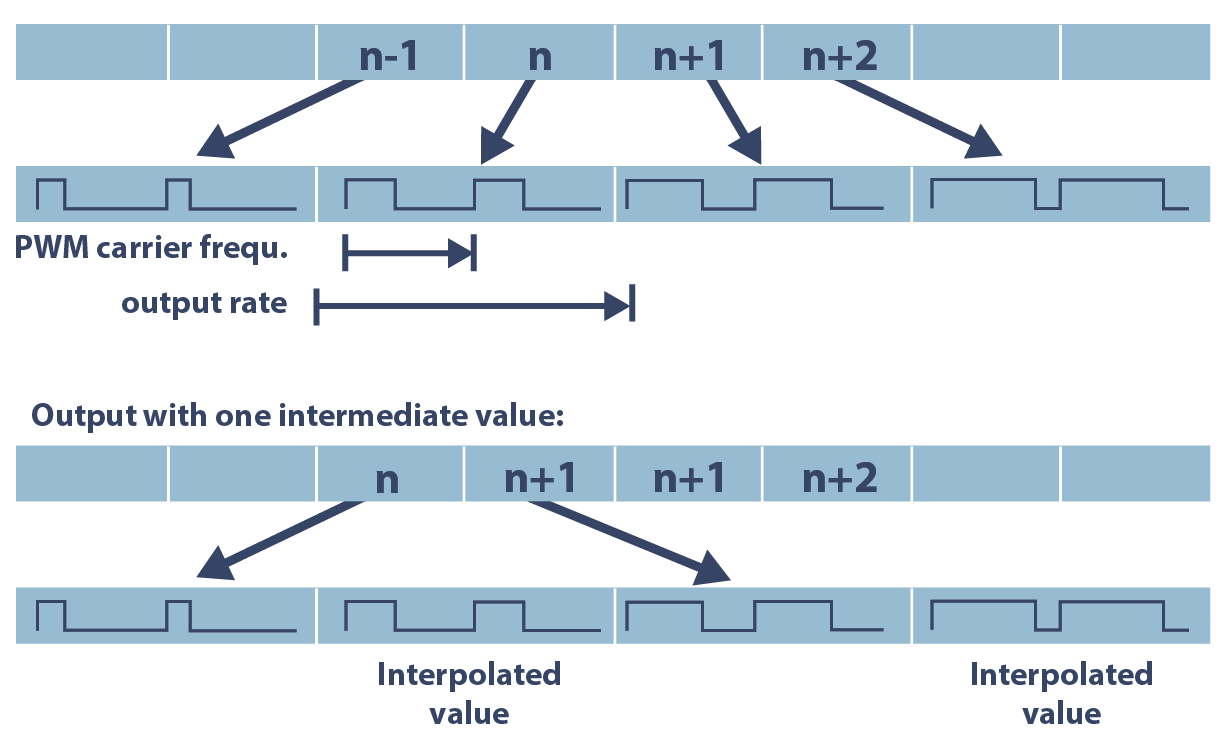 n-1 n n+1 n+2
PWM carrier frequ.
output rate
Output with one intermediate value:
n n+1 n+1 n+2
Interpolated Interpolated
value value